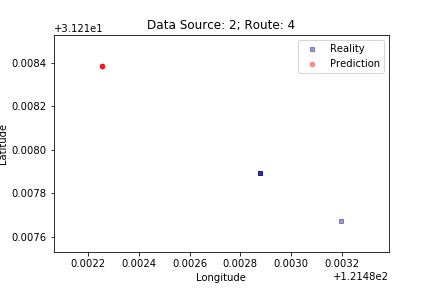 Data Source: 2; Route: 4
+3.121e1
Reality
Prediction
0.0084
0.0082
0.0080
0.0078
0.0076
Latitude
0.0022 0.0024 0.0026 0.0028 0.0030 0.0032
Longitude
+1.2148e2